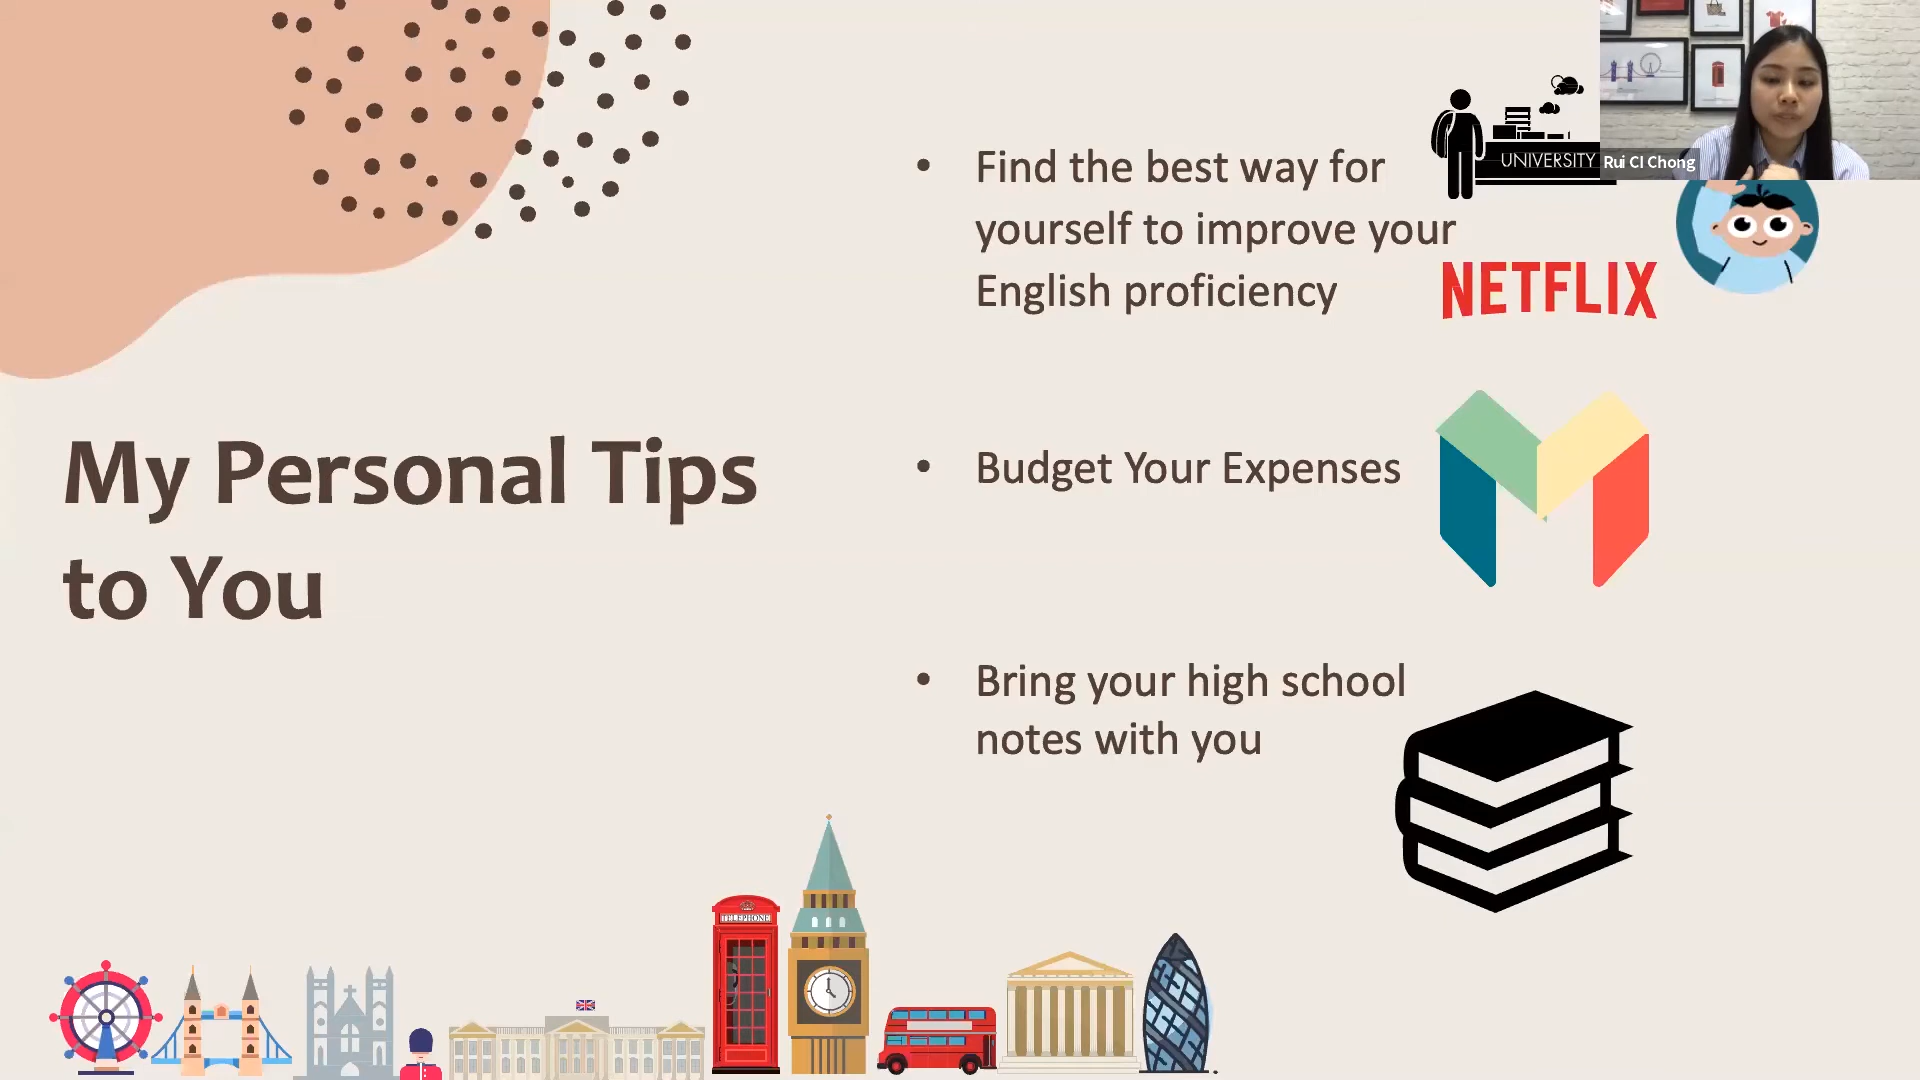 My Personal Tips
to You
• Find the best way for
yourself to improve your
English proficiency
• Budget Your Expenses
• Bring your high school
notes with you
UNIVERSITY
Rui CI Chong
NETFLIX
TELEPHONE